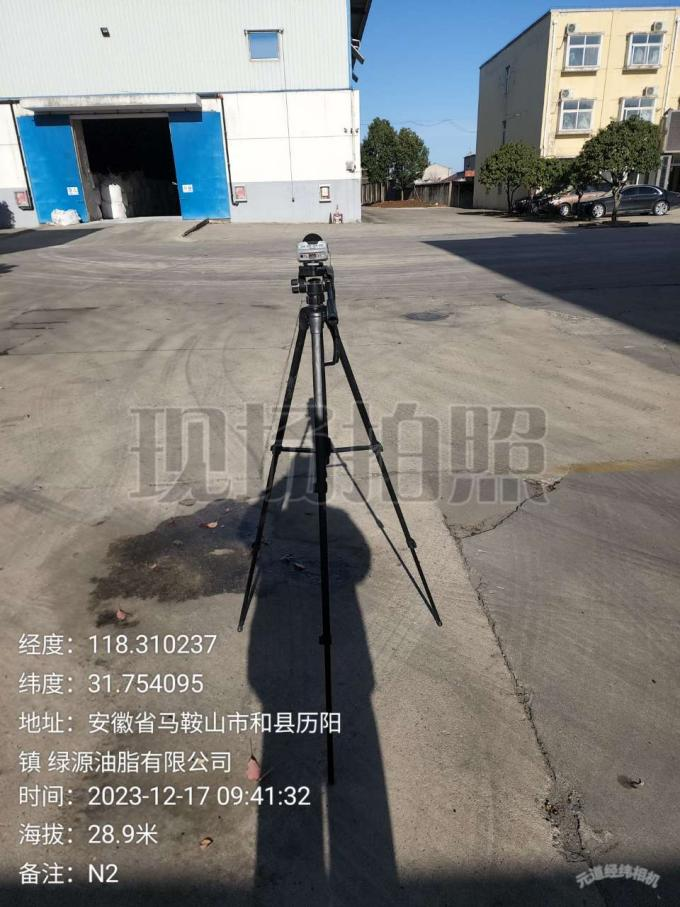 现场拍照
经度：118.310237
纬度：31.754095
地址：安徽省马鞍山市和县历阳
镇 绿源油脂有限公司
时间：2023-12-17 09:41:32
海拔：28.9米
备注：N2
元道经纬相机